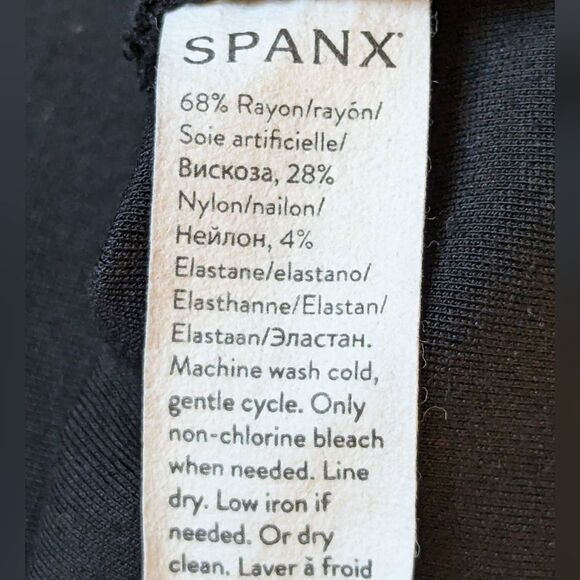 SPANX®
68% Rayon/rayón/
Soie artificielle/
Вискоза, 28%
Nylon/nailon/
Нейлон, 4%
Elastane/elastano/
Elasthanne/Elastan/
Elastaan/Эластан.
Machine wash cold,
gentle cycle. Only
non-chlorine bleach
when needed. Line
dry. Low iron if
needed. Or dry
clean. Laver à froid